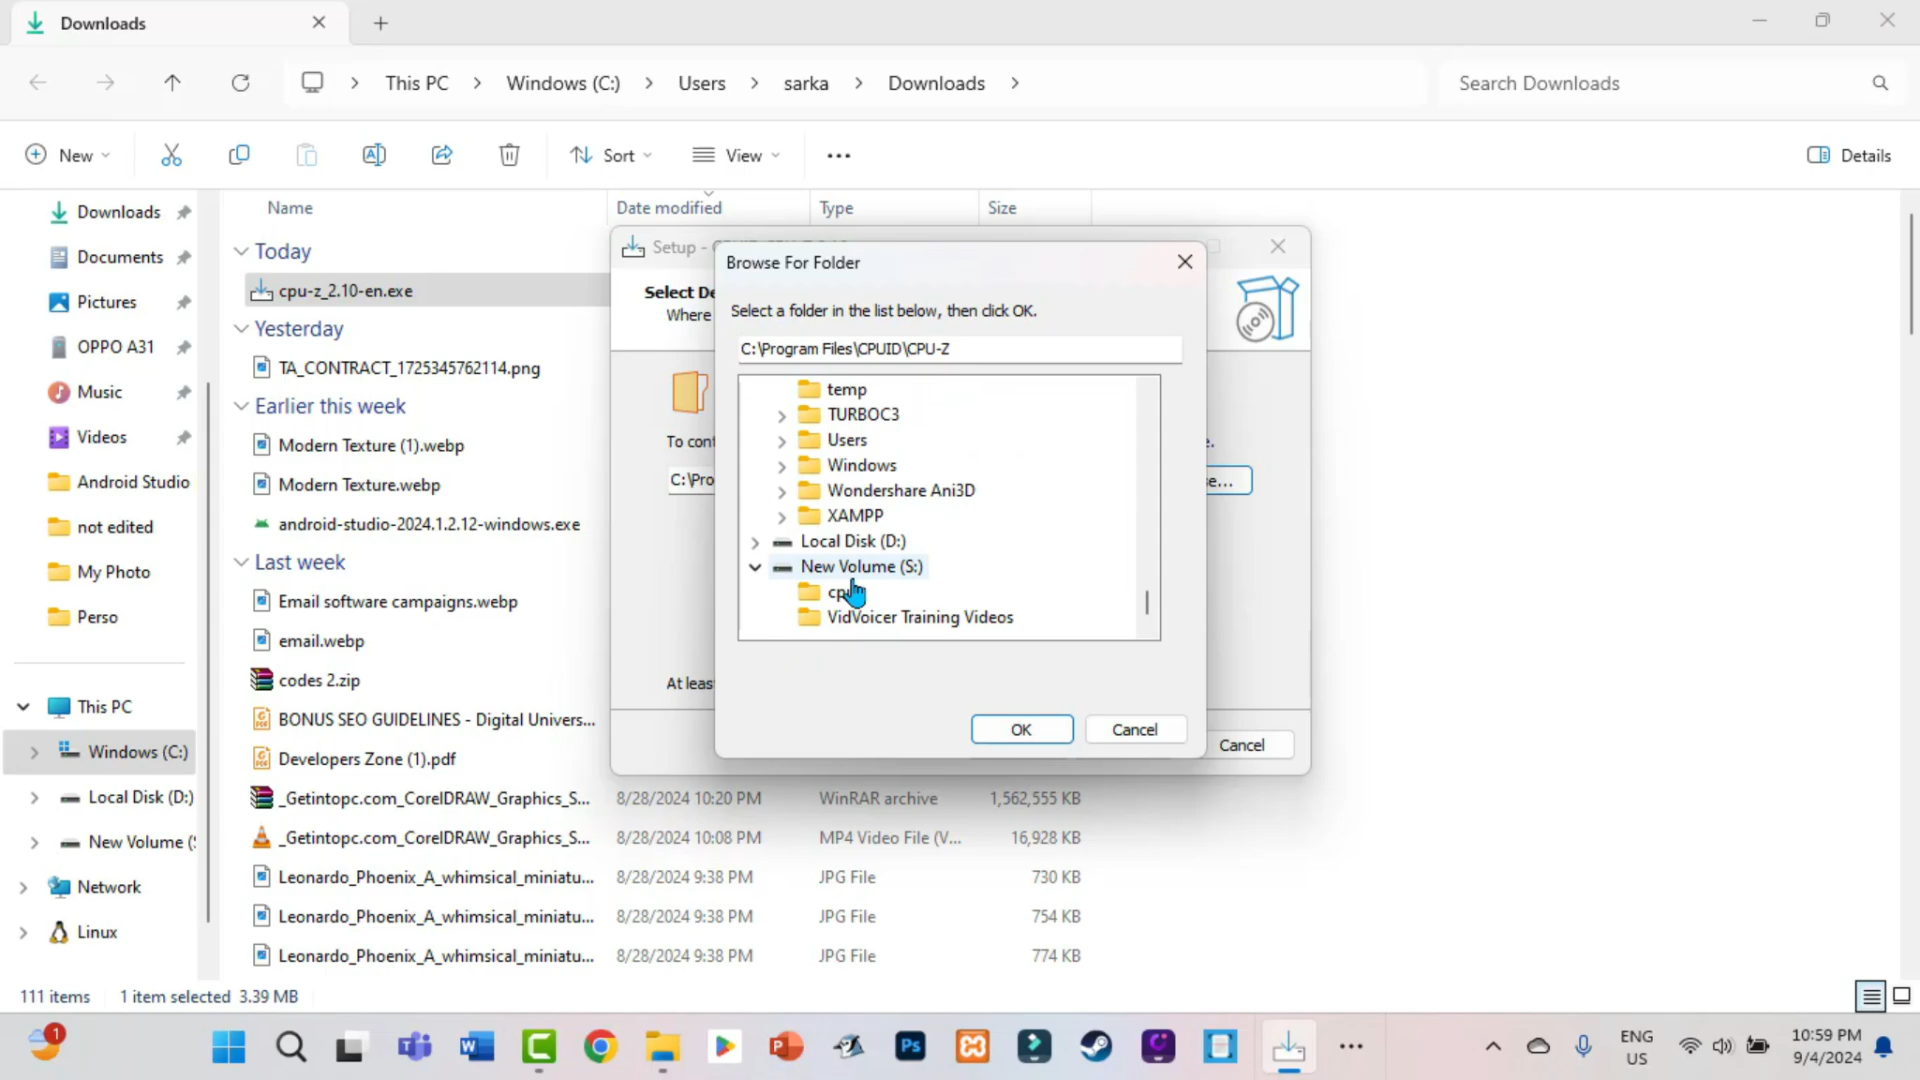 Downloads
This PC
Windows (C:)
Users
sarka
Downloads
Search Downloads
New
Sort
View
Details
Downloads
Documents
Pictures
OPPO A31
Music
Videos
Android Studio
not edited
My Photo
Perso
This PC
Windows (C:)
Local Disk (D:)
New Volume (
Network
Linux
Name
Date modified
Type
Size
Today
cpu-z_2.10-en.exe
Yesterday
TA_CONTRACT_1725345762114.png
Earlier this week
Modern Texture (1).webp
Modern Texture.webp
android-studio-2024.1.2.12-windows.exe
Last week
Email software campaigns.webp
email.webp
codes 2.zip
BONUS SEO GUIDELINES - Digital Univers...
Developers Zone (1).pdf
_Getintopc.com_CorelDRAW_Graphics_S... 8/28/2024 10:20 PM WinRAR archive 1,562,555 KB
_Getintopc.com_CorelDRAW_Graphics_S... 8/28/2024 10:08 PM MP4 Video File (V... 16,928 KB
Leonardo_Phoenix_A_whimsical_miniatu... 8/28/2024 9:38 PM JPG File 730 KB
Leonardo_Phoenix_A_whimsical_miniatu... 8/28/2024 9:38 PM JPG File 754 KB
Leonardo_Phoenix_A_whimsical_miniatu... 8/28/2024 9:38 PM JPG File 774 KB
Setup -
Select De
Where
To cont
C:\Pro
e.
se...
At leas
Cancel
Browse For Folder
Select a folder in the list below, then click OK.
C:\Program Files\CPUID\CPU-Z
temp
TURBOC3
Users
Windows
Wondershare Ani3D
XAMPP
Local Disk (D:)
New Volume (S:)
VidVoicer Training Videos
OK
Cancel
111 items
1 item selected 3.39 MB
1
ENG
US
10:59 PM
9/4/2024